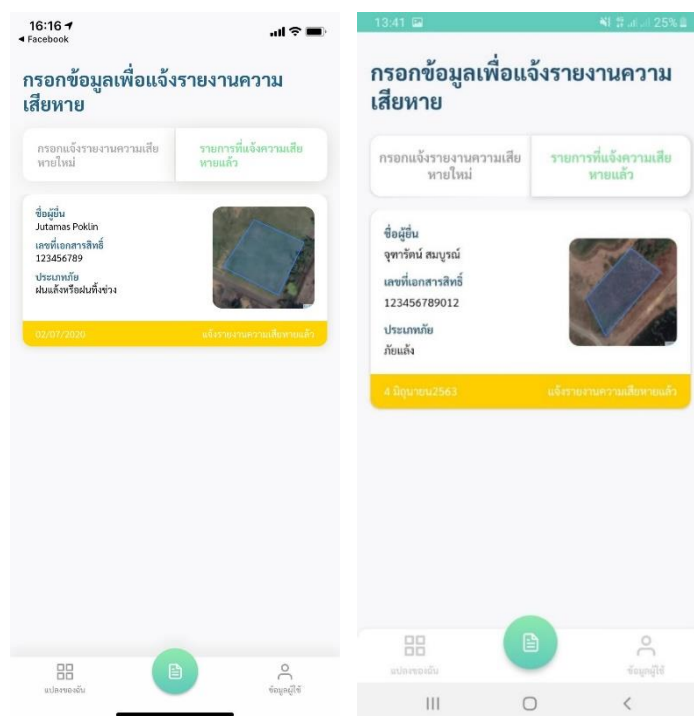 16:16
◀ Facebook
กรอกข้อมูลเพื่อแจ้งรายงานความ
เสียหาย
กรอกแจ้งรายงานความเสีย
หายใหม่
รายการที่แจ้งความเสีย
หายแล้ว
ชื่อผู้ยื่น
Jutamas Poklin
เลขที่เอกสารสิทธิ์
123456789
ประเภทภัย
ฝนแล้งหรือฝนทิ้งช่วง
02/07/2020
แจ้งรายงานความเสียหายแล้ว
แปลงของฉัน
ข้อมูลผู้ใช้
13:41
25%
กรอกข้อมูลเพื่อแจ้งรายงานความ
เสียหาย
กรอกแจ้งรายงานความเสีย
หายใหม่
รายการที่แจ้งความเสีย
หายแล้ว
ชื่อผู้ยื่น
จุฑารัตน์ สมบูรณ์
เลขที่เอกสารสิทธิ์
123456789012
ประเภทภัย
ภัยแล้ง
4 มิถุนายน2563
แจ้งรายงานความเสียหายแล้ว
แปลงของฉัน
ข้อมูลผู้ใช้